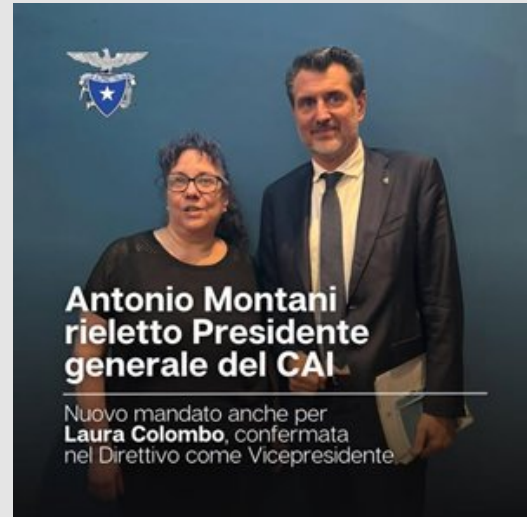 Antonio Montani
rieletto Presidente
generale del CAI
Nuovo mandato anche per
Laura Colombo, confermata
nel Direttivo come Vicepresidente.